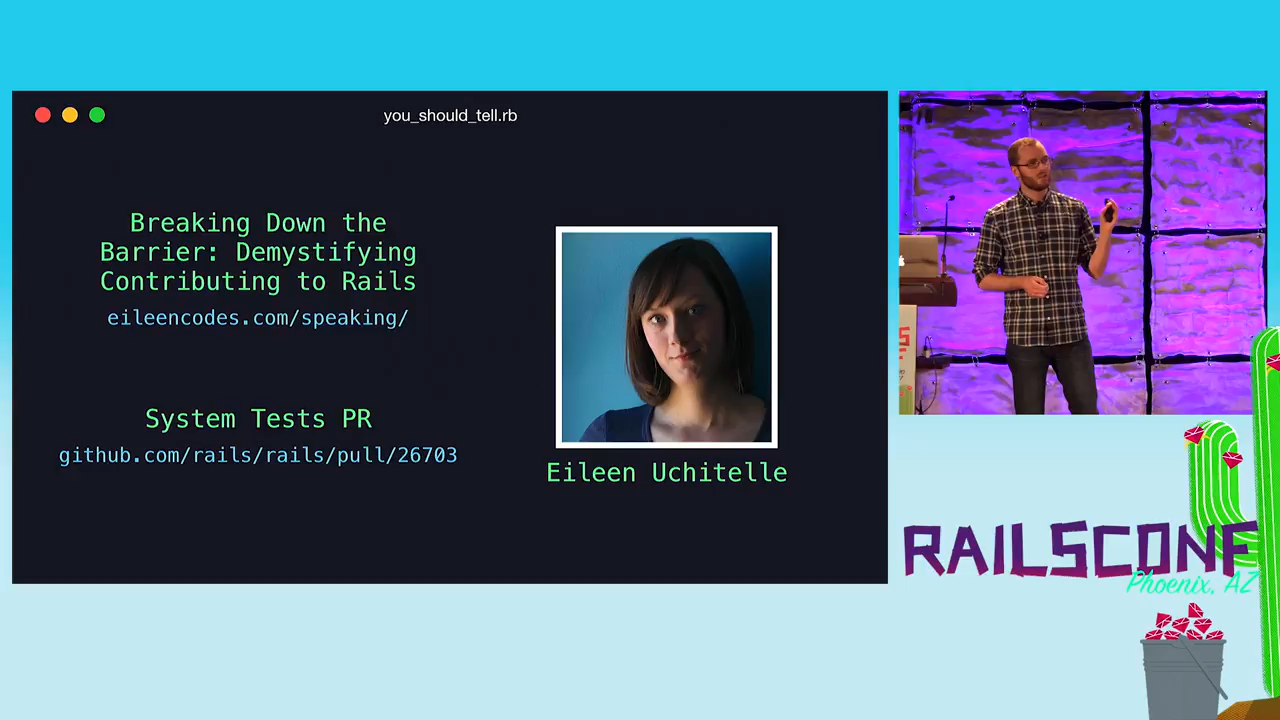 you_should_tell.rb
Breaking Down the
Barrier: Demystifying
Contributing to Rails
eileencodes.com/speaking/
System Tests PR
github.com/rails/rails/pull/26703
Eileen Uchitelle
RAILSCONF
Phoenix, AZ